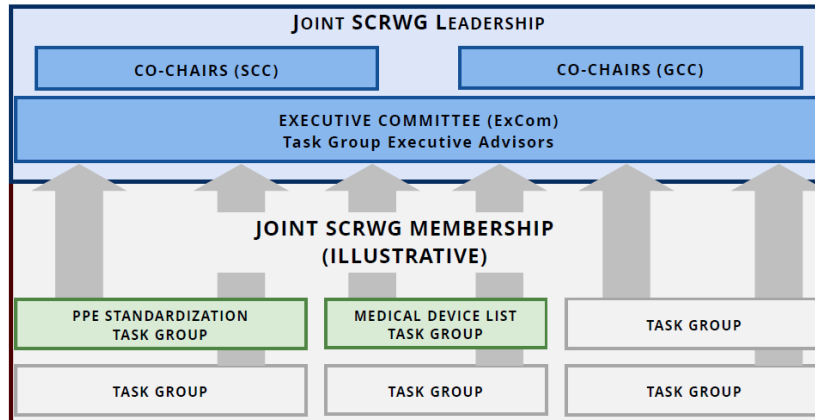 JOINT SCRWG LEADERSHIP
CO-CHAIRS (SCC)
CO-CHAIRS (GCC)
EXECUTIVE COMMITTEE (ExCom)
Task Group Executive Advisors
JOINT SCRWG MEMBERSHIP
(ILLUSTRATIVE)
PPE STANDARDIZATION
TASK GROUP
MEDICAL DEVICE LIST
TASK GROUP
TASK GROUP
TASK GROUP
TASK GROUP
TASK GROUP